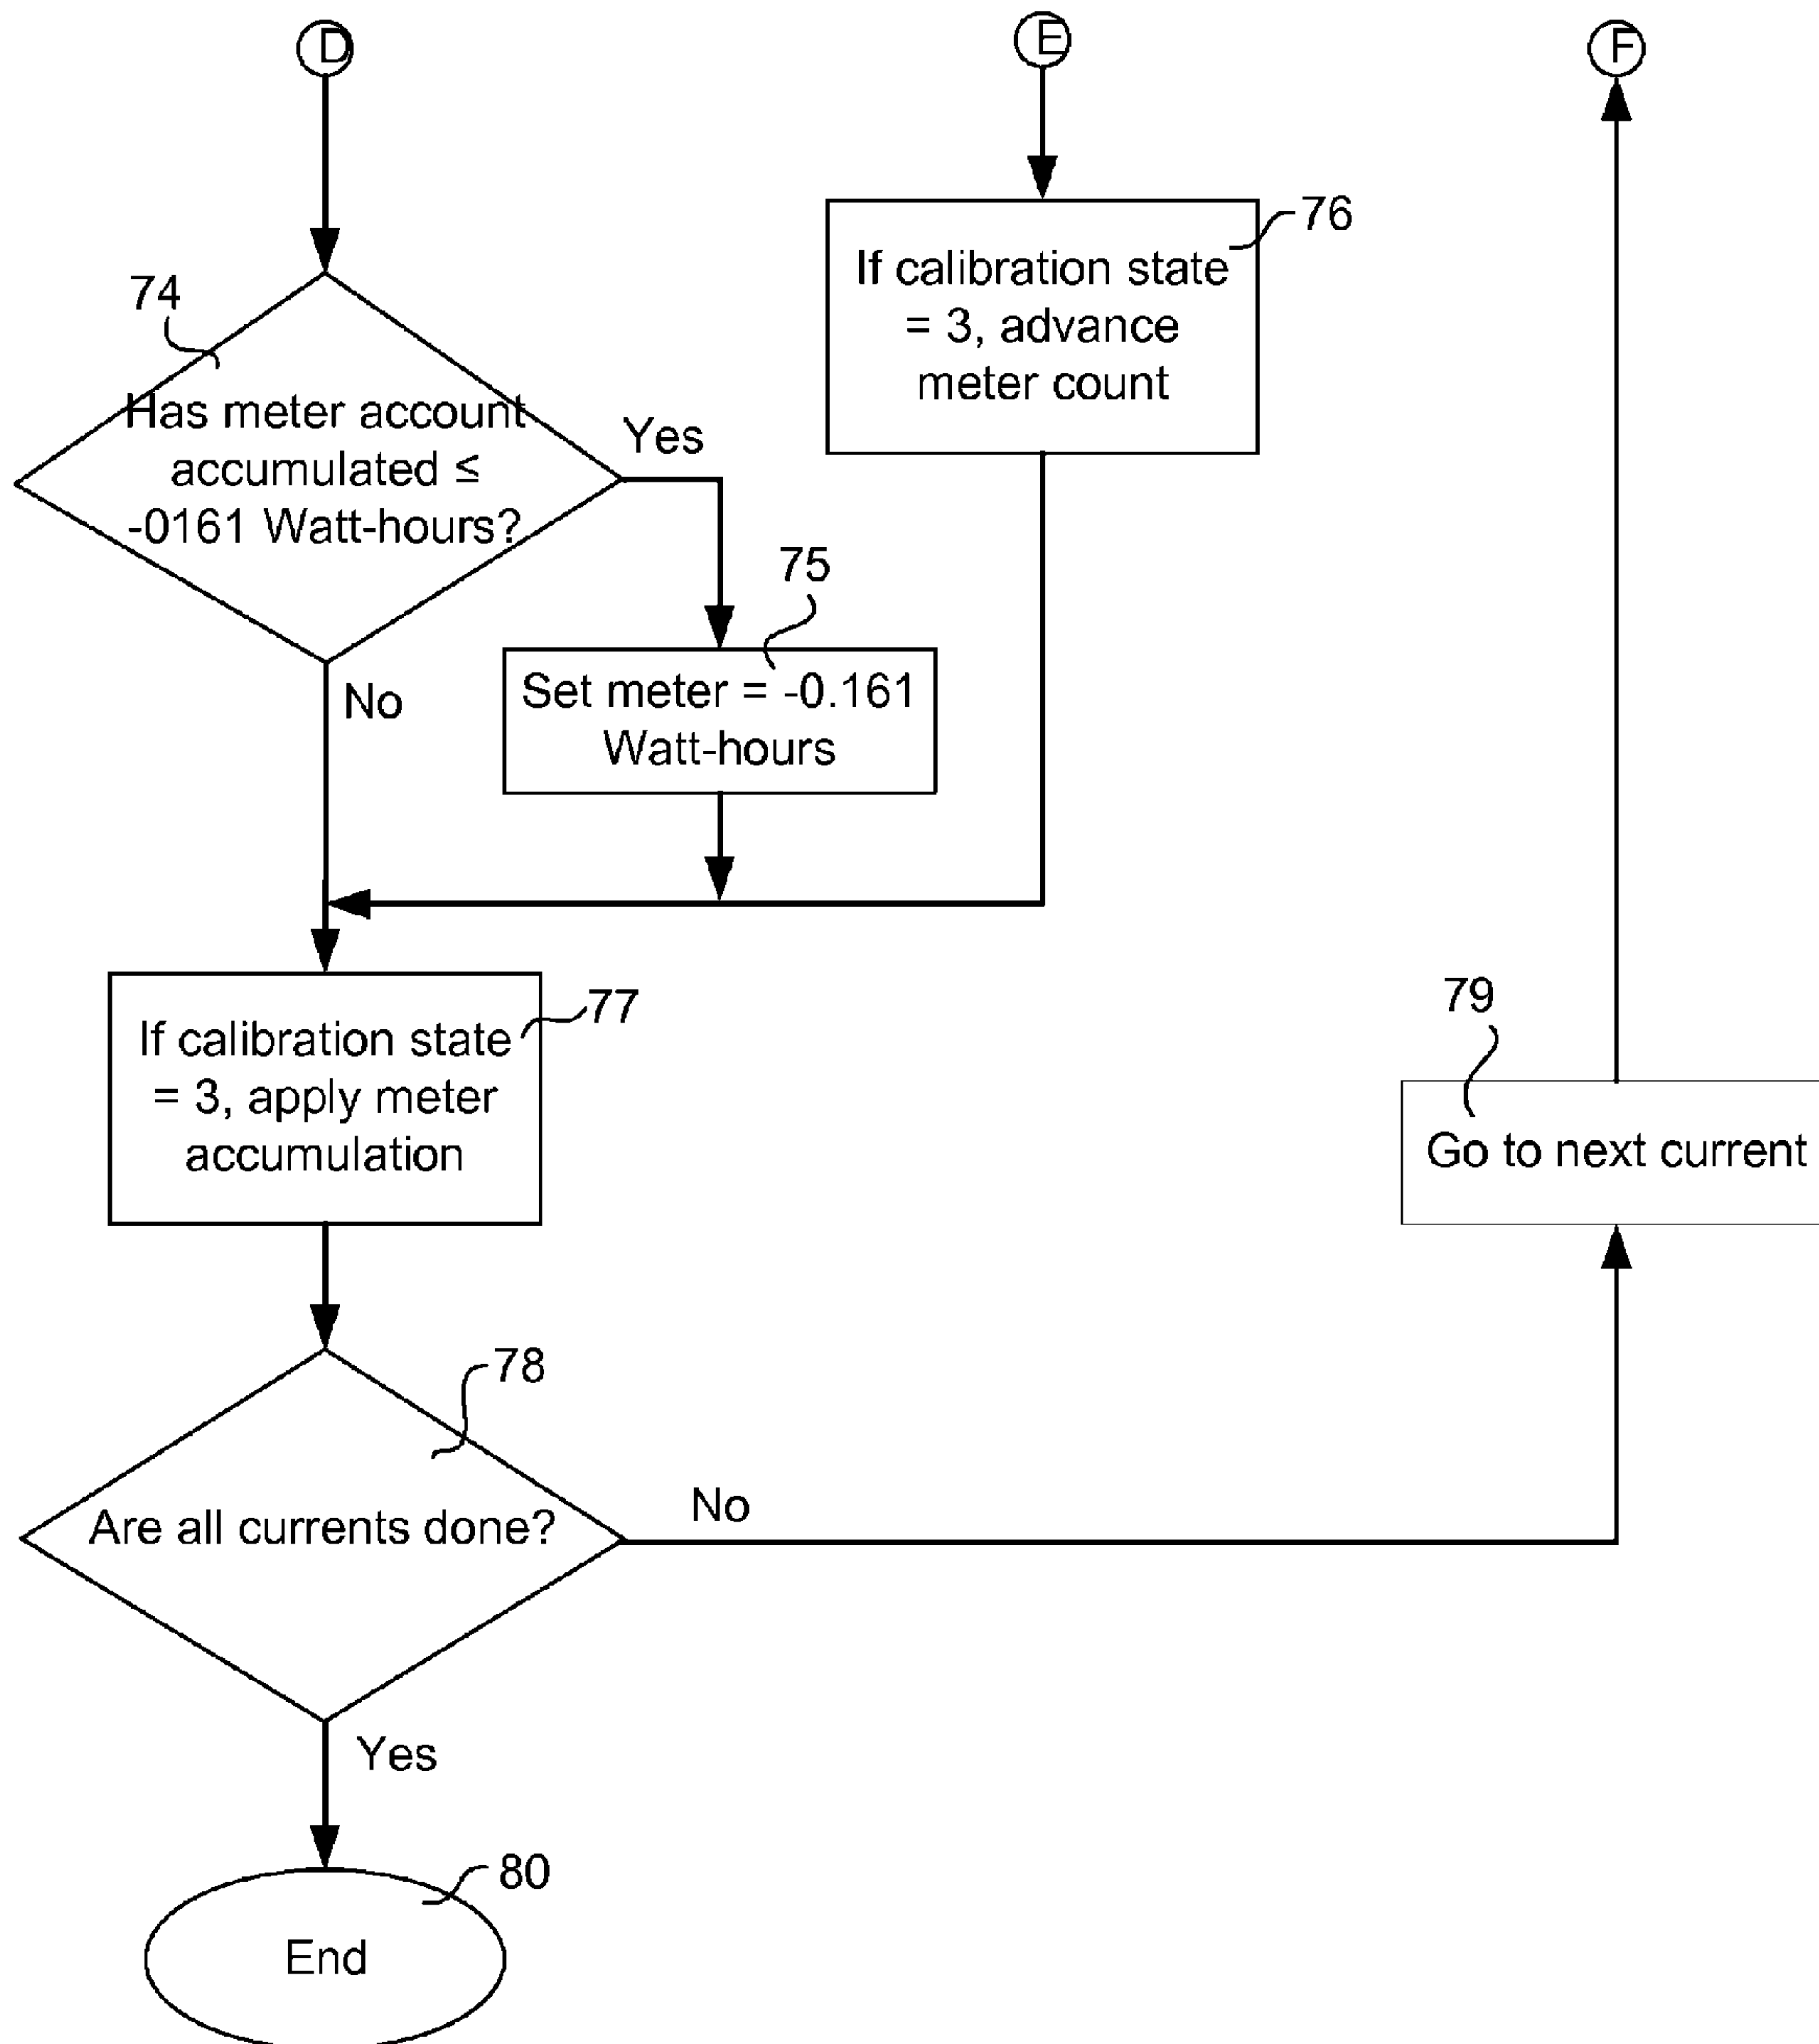 D
E
F
74
Has meter account
accumulated ≤
-0161 Watt-hours?
Yes
No
76
If calibration state
= 3, advance
meter count
75
Set meter = -0.161
Watt-hours
77
If calibration state
= 3, apply meter
accumulation
79
Go to next current
78
Are all currents done?
No
Yes
80
End